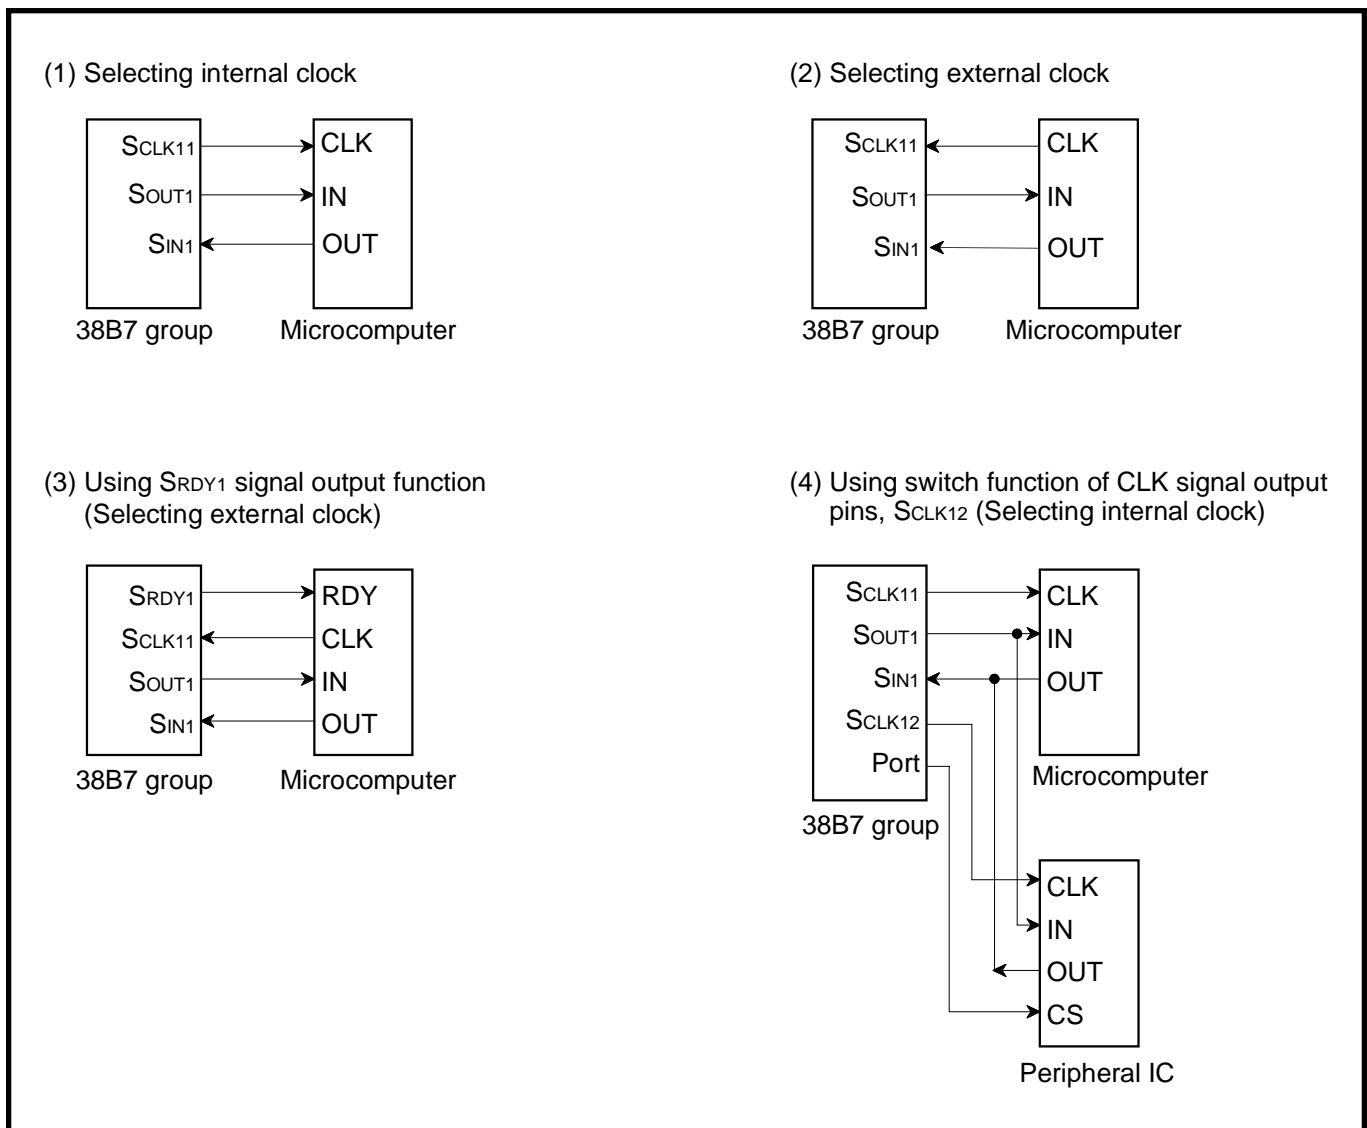 (1) Selecting internal clock
SCLK11
SOUT1
SIN1
CLK
IN
OUT
38B7 group
Microcomputer
(2) Selecting external clock
SCLK11
SOUT1
SIN1
CLK
IN
OUT
38B7 group
Microcomputer
(3) Using SRDY1 signal output function
(Selecting external clock)
SRDY1
SCLK11
SOUT1
SIN1
RDY
CLK
IN
OUT
38B7 group
Microcomputer
(4) Using switch function of CLK signal output
pins, SCLK12 (Selecting internal clock)
SCLK11
SOUT1
SIN1
SCLK12
Port
CLK
IN
OUT
Microcomputer
38B7 group
CLK
IN
OUT
CS
Peripheral IC